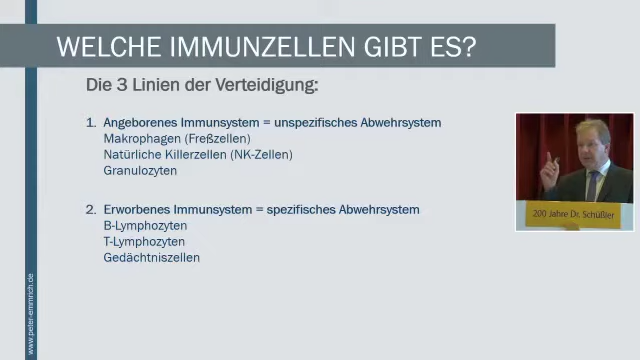 WELCHE IMMUNZELLEN GIBT ES?
Die 3 Linien der Verteidigung:
1. Angeborenes Immunsystem = unspezifisches Abwehrsystem
Makrophagen (Freßzellen)
Natürliche Killerzellen (NK-Zellen)
Granulozyten
2. Erworbenes Immunsystem = spezifisches Abwehrsystem
B-Lymphozyten
T-Lymphozyten
Gedächtniszellen
200 Jahre Dr. Schüßler
www.peter-emmrich.de